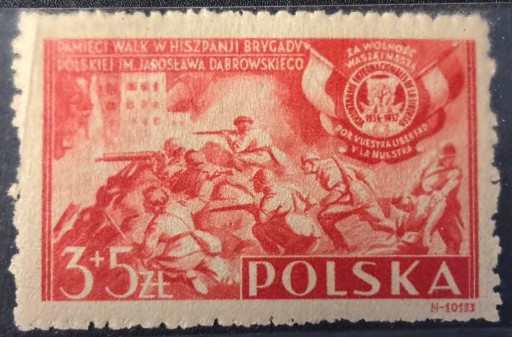 PAMIĘCI WALK W HISZPANJI BRYGADY
POLSKIEJ IM. JAROSŁAWA DĄBROWSKIEGO
ZA WOLNOŚĆ
WASZĄ I NASZĄ
1936-1937
POR VUESTRA LIBERTAD
Y LA NUESTRA
3+5 ZŁ
POLSKA
N-10183